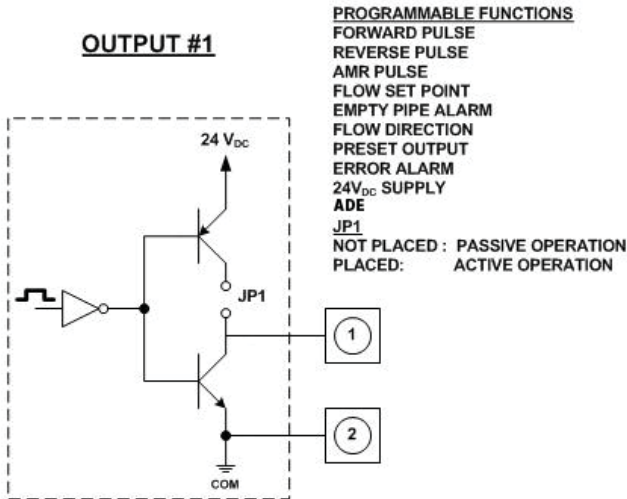 OUTPUT #1
PROGRAMMABLE FUNCTIONS
FORWARD PULSE
REVERSE PULSE
AMR PULSE
FLOW SET POINT
EMPTY PIPE ALARM
FLOW DIRECTION
PRESET OUTPUT
ERROR ALARM
24VDC SUPPLY
ADE
JP1
NOT PLACED : PASSIVE OPERATION
PLACED: ACTIVE OPERATION
24 VDC
JP1
1
2
COM